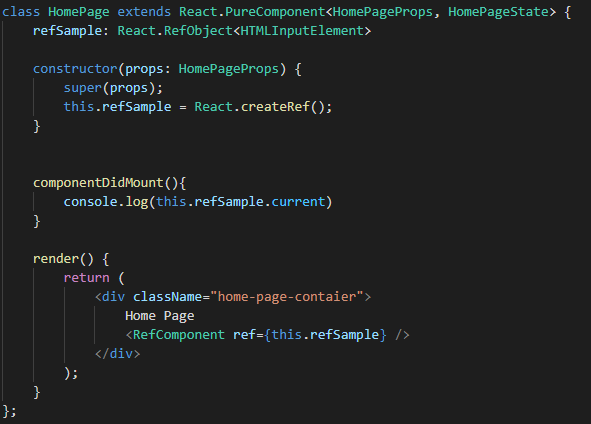 class HomePage extends React.PureComponent<HomePageProps, HomePageState> {
refSample: React.RefObject<HTMLInputElement>
constructor(props: HomePageProps) {
super(props);
this.refSample = React.createRef();
}
componentDidMount(){
console.log(this.refSample.current)
}
render() {
return (
<div className="home-page-contaier">
Home Page
<RefComponent ref={this.refSample} />
</div>
);
}
};